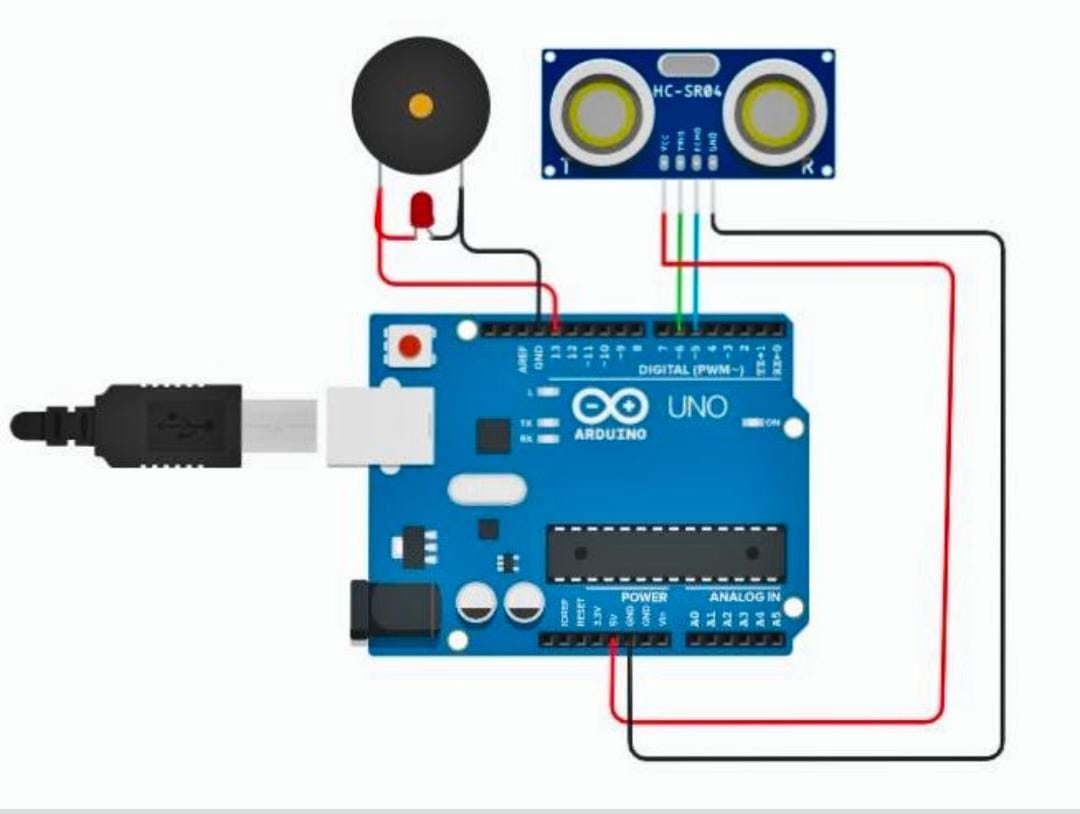 HC-SR04
VCC
TRIG
ECHO
GND
T
R
AREF
GND
13
12
~11
~10
~9
8
7
~6
~5
4
~3
2
TX→1
RX←0
DIGITAL (PWM~)
L
TX
RX
UNO
ON
ARDUINO
POWER
ANALOG IN
IOREF
RESET
3.3V
5V
GND
GND
Vin
A0
A1
A2
A3
A4
A5